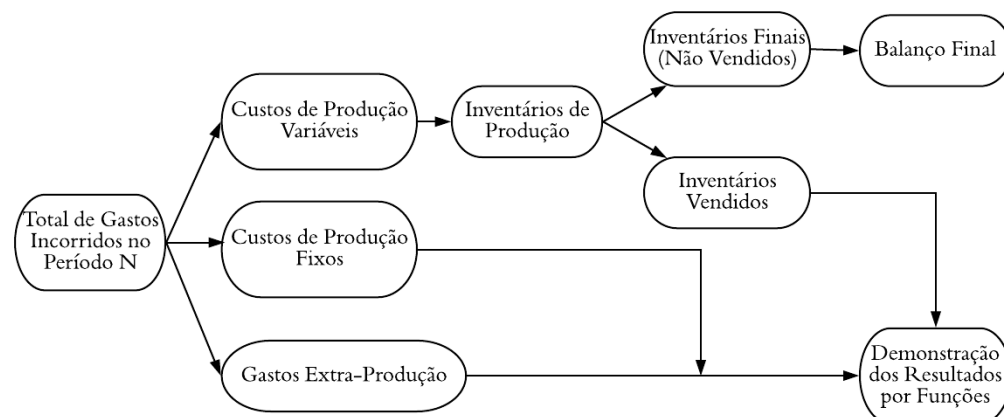 Inventários Finais
(Não Vendidos)
Balanço Final
Custos de Produção
Variáveis
Inventários de
Produção
Inventários
Vendidos
Total de Gastos
Incorridos no
Período N
Custos de Produção
Fixos
Gastos Extra-Produção
Demonstração
dos Resultados
por Funções